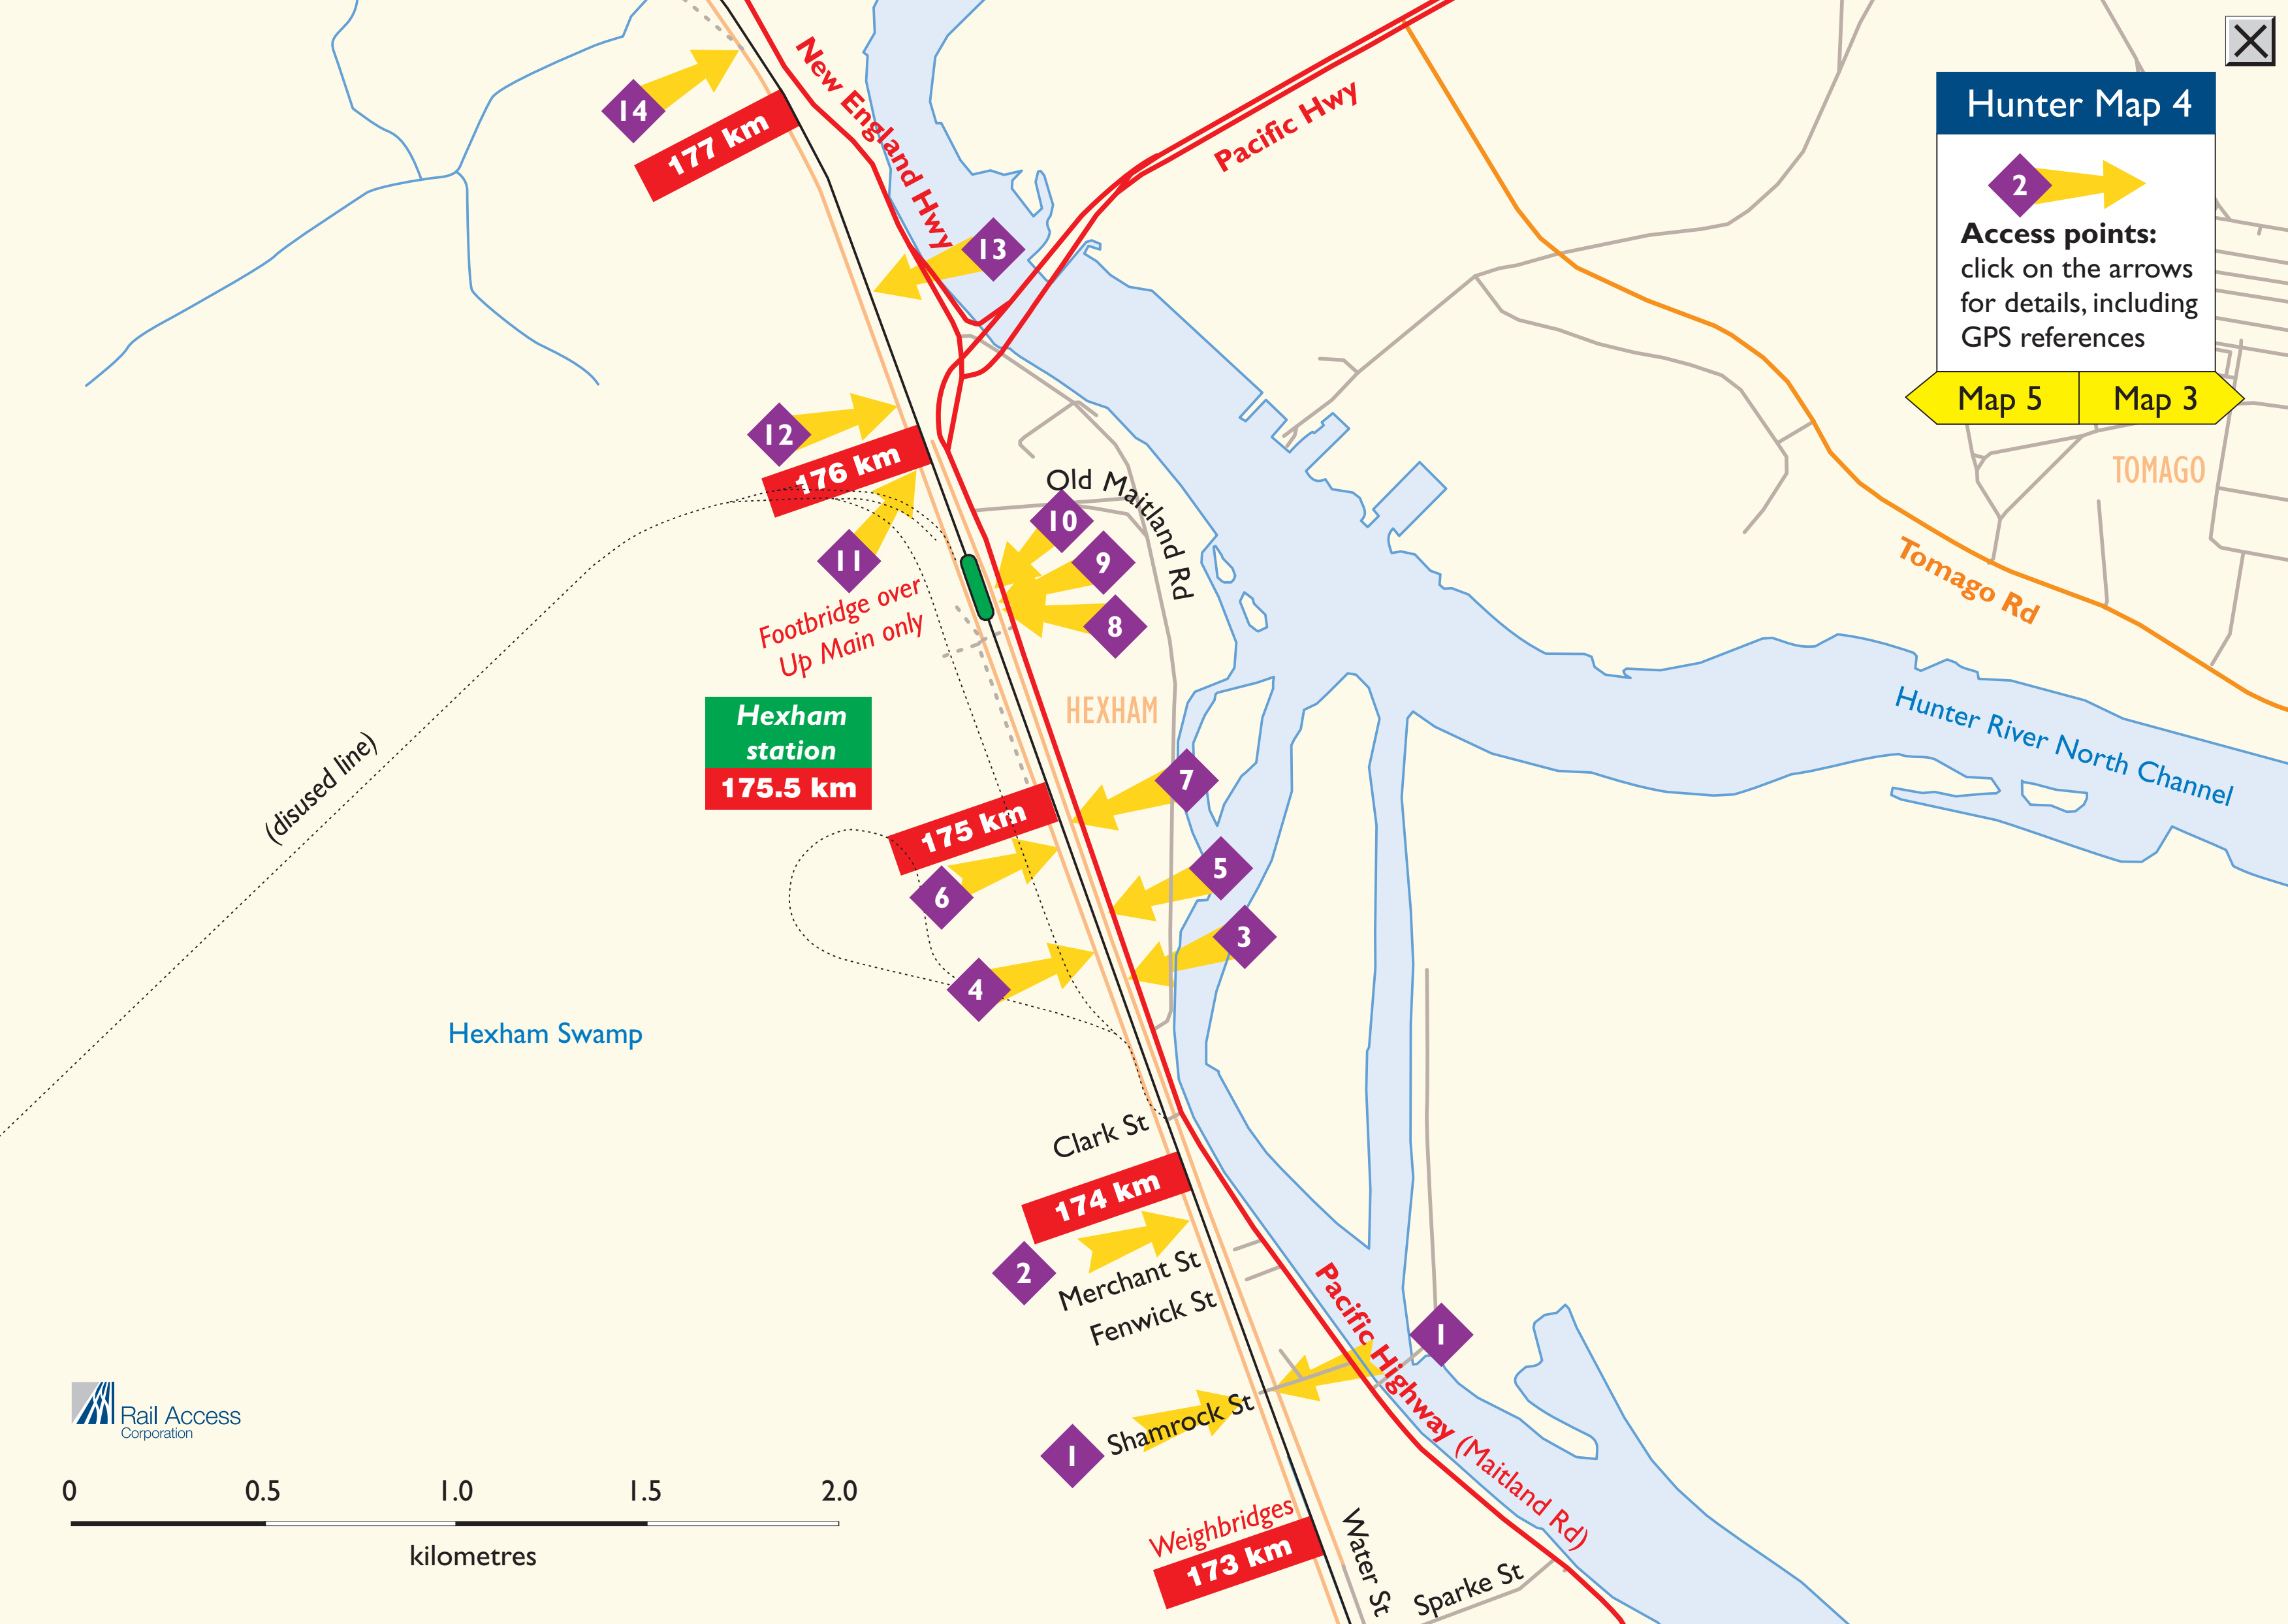 Hunter Map 4
2
Access points:
click on the arrows
for details, including
GPS references
Map 5
Map 3
New England Hwy
Pacific Hwy
14
177 km
13
12
176 km
11
Footbridge over
Up Main only
Old Maitland Rd
10
9
8
TOMAGO
Tomago Rd
HEXHAM
Hunter River North Channel
Hexham
station
175.5 km
(disused line)
7
175 km
6
5
3
4
Hexham Swamp
Clark St
174 km
2
Merchant St
Fenwick St
Pacific Highway (Maitland Rd)
1
1
Shamrock St
Weighbridges
173 km
Water St
Sparke St
Rail Access
Corporation
0 0.5 1.0 1.5 2.0
kilometres